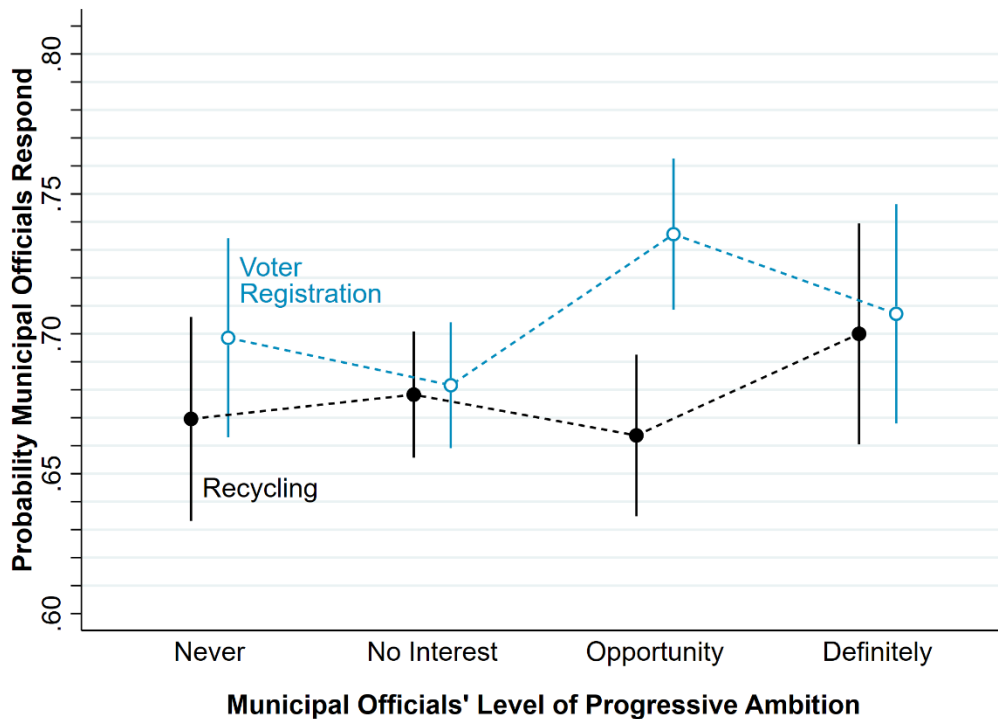 Probability Municipal Officials Respond
.80
.75
.70
.65
.60
Voter
Registration
Recycling
Never
No Interest
Opportunity
Definitely
Municipal Officials' Level of Progressive Ambition